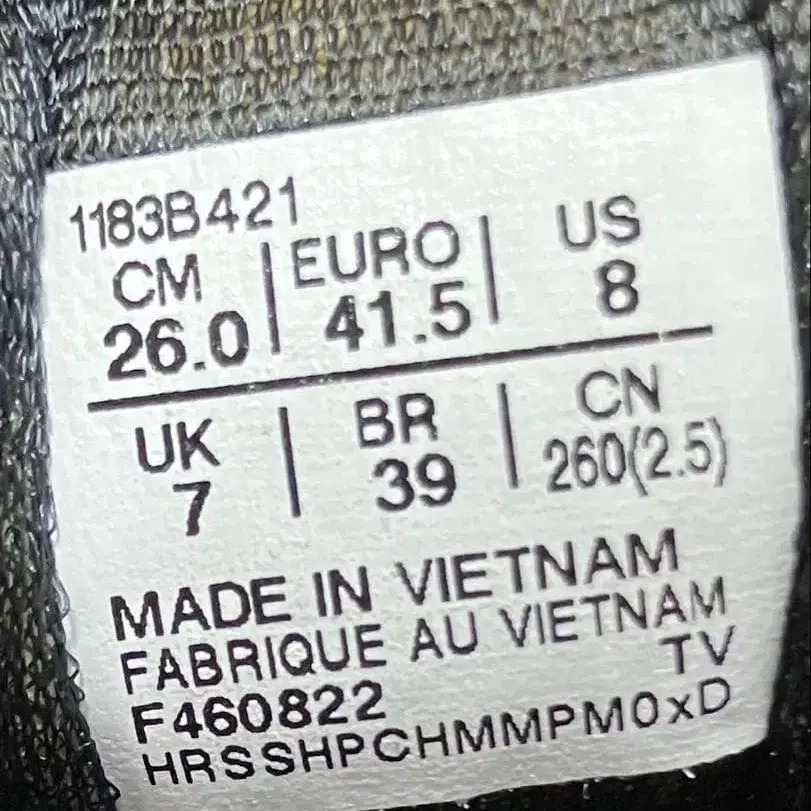 1183B421
CM | EURO | US
26.0 | 41.5 | 8
UK | BR | CN
7 | 39 | 260(2.5)
MADE IN VIETNAM
FABRIQUE AU VIETNAM
F460822 TV
HRSSHPCHMMPMOxD